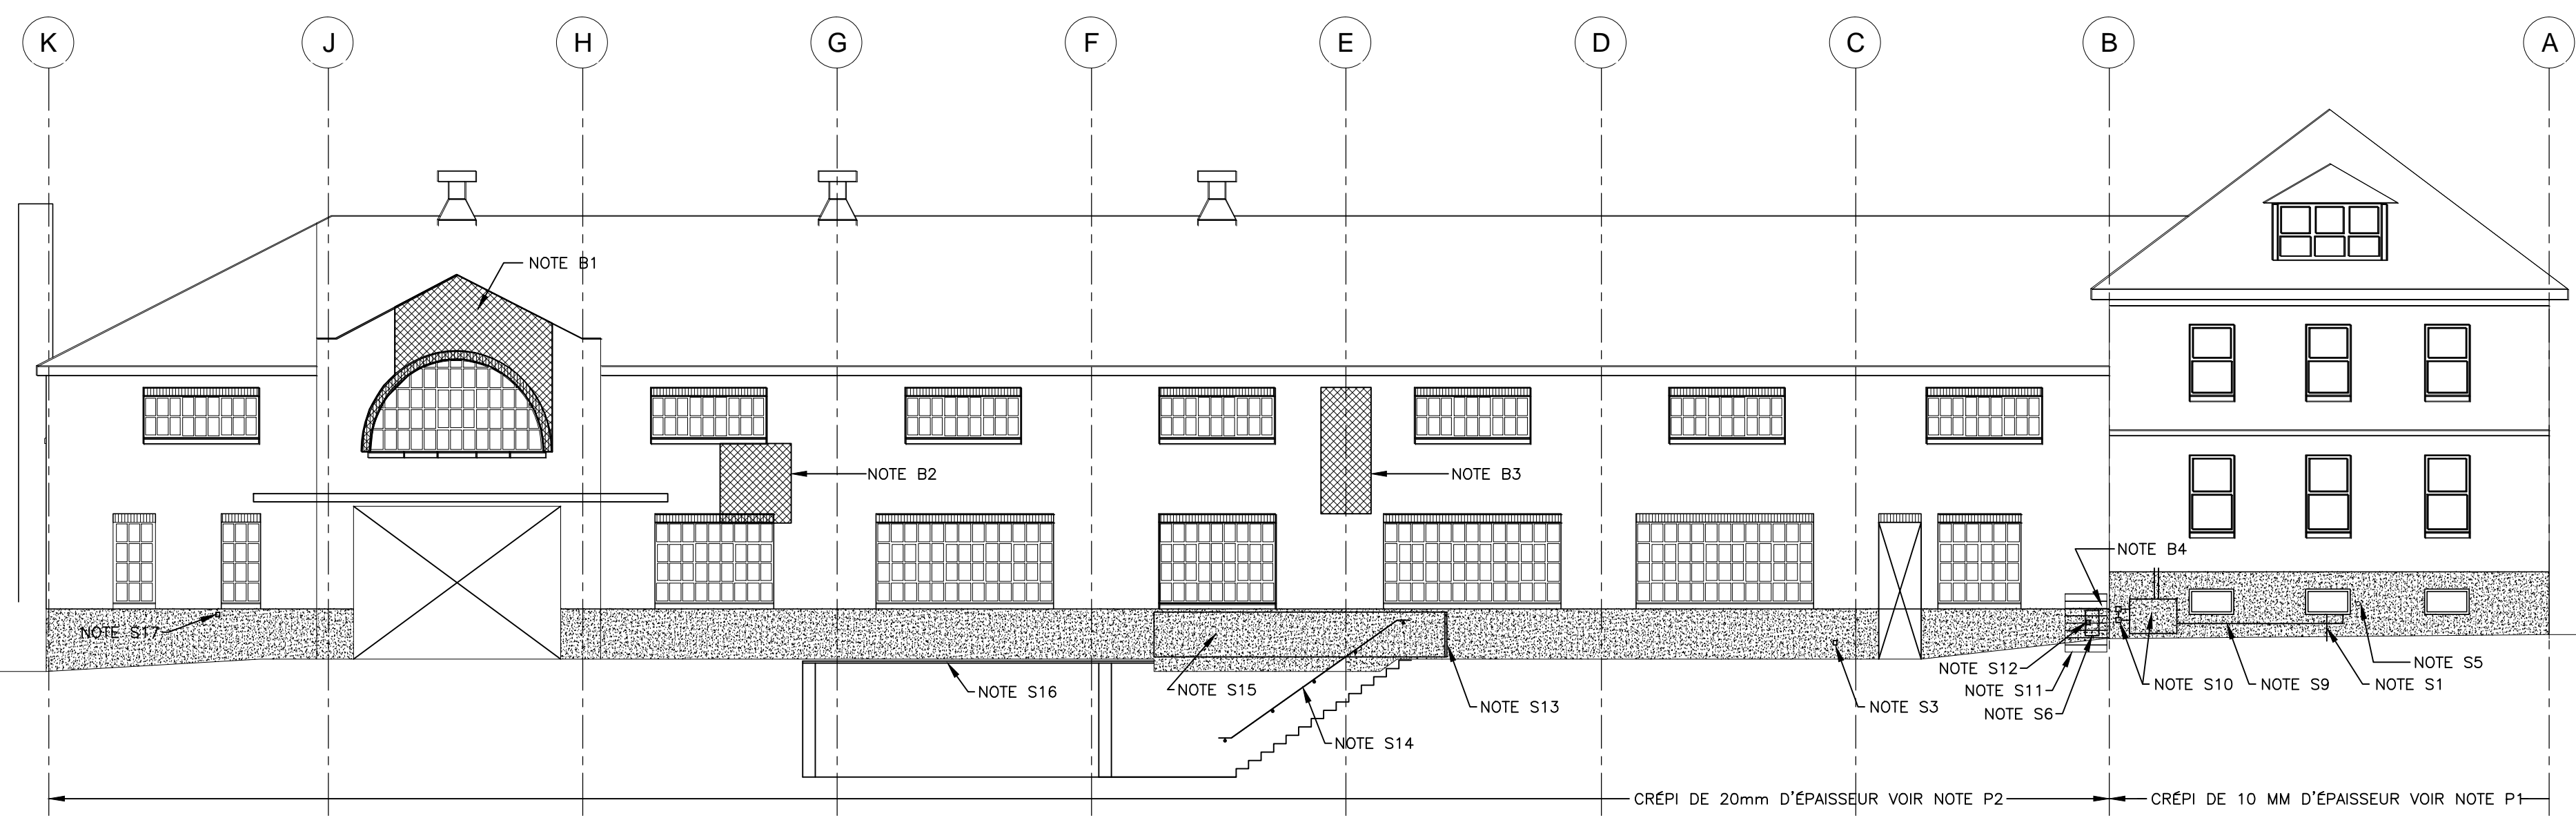 K J H G F E D C B A
NOTE B1
NOTE B2
NOTE B3
NOTE B4
NOTE S17
NOTE S12
NOTE S5
NOTE S16
NOTE S15
NOTE S11
NOTE S10
NOTE S9
NOTE S1
NOTE S13
NOTE S3
NOTE S6
NOTE S14
CRÉPI DE 20mm D'ÉPAISSEUR VOIR NOTE P2
CRÉPI DE 10 MM D'ÉPAISSEUR VOIR NOTE P1